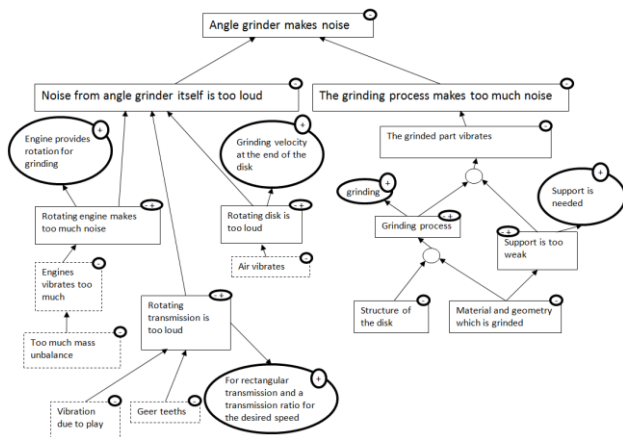 Angle grinder makes noise
-
Noise from angle grinder itself is too loud
-
The grinding process makes too much noise
-
Engine provides
rotation for
grinding
+
Grinding velocity
at the end of the
disk
+
The grinded part vibrates
-
grinding
+
Support is
needed
+
Rotating engine makes
too much noise
- +
Rotating disk is
too loud
- +
Grinding process
- +
Support is too
weak
- +
Engines
vibrates too
much
-
Air vibrates
-
Rotating
transmission is
too loud
- +
Structure of
the disk
-
Material and geometry
which is grinded
-
Too much mass
unbalance
-
Vibration
due to play
-
Geer teeths
-
For rectangular
transmission and a
transmission ratio for
the desired speed
+